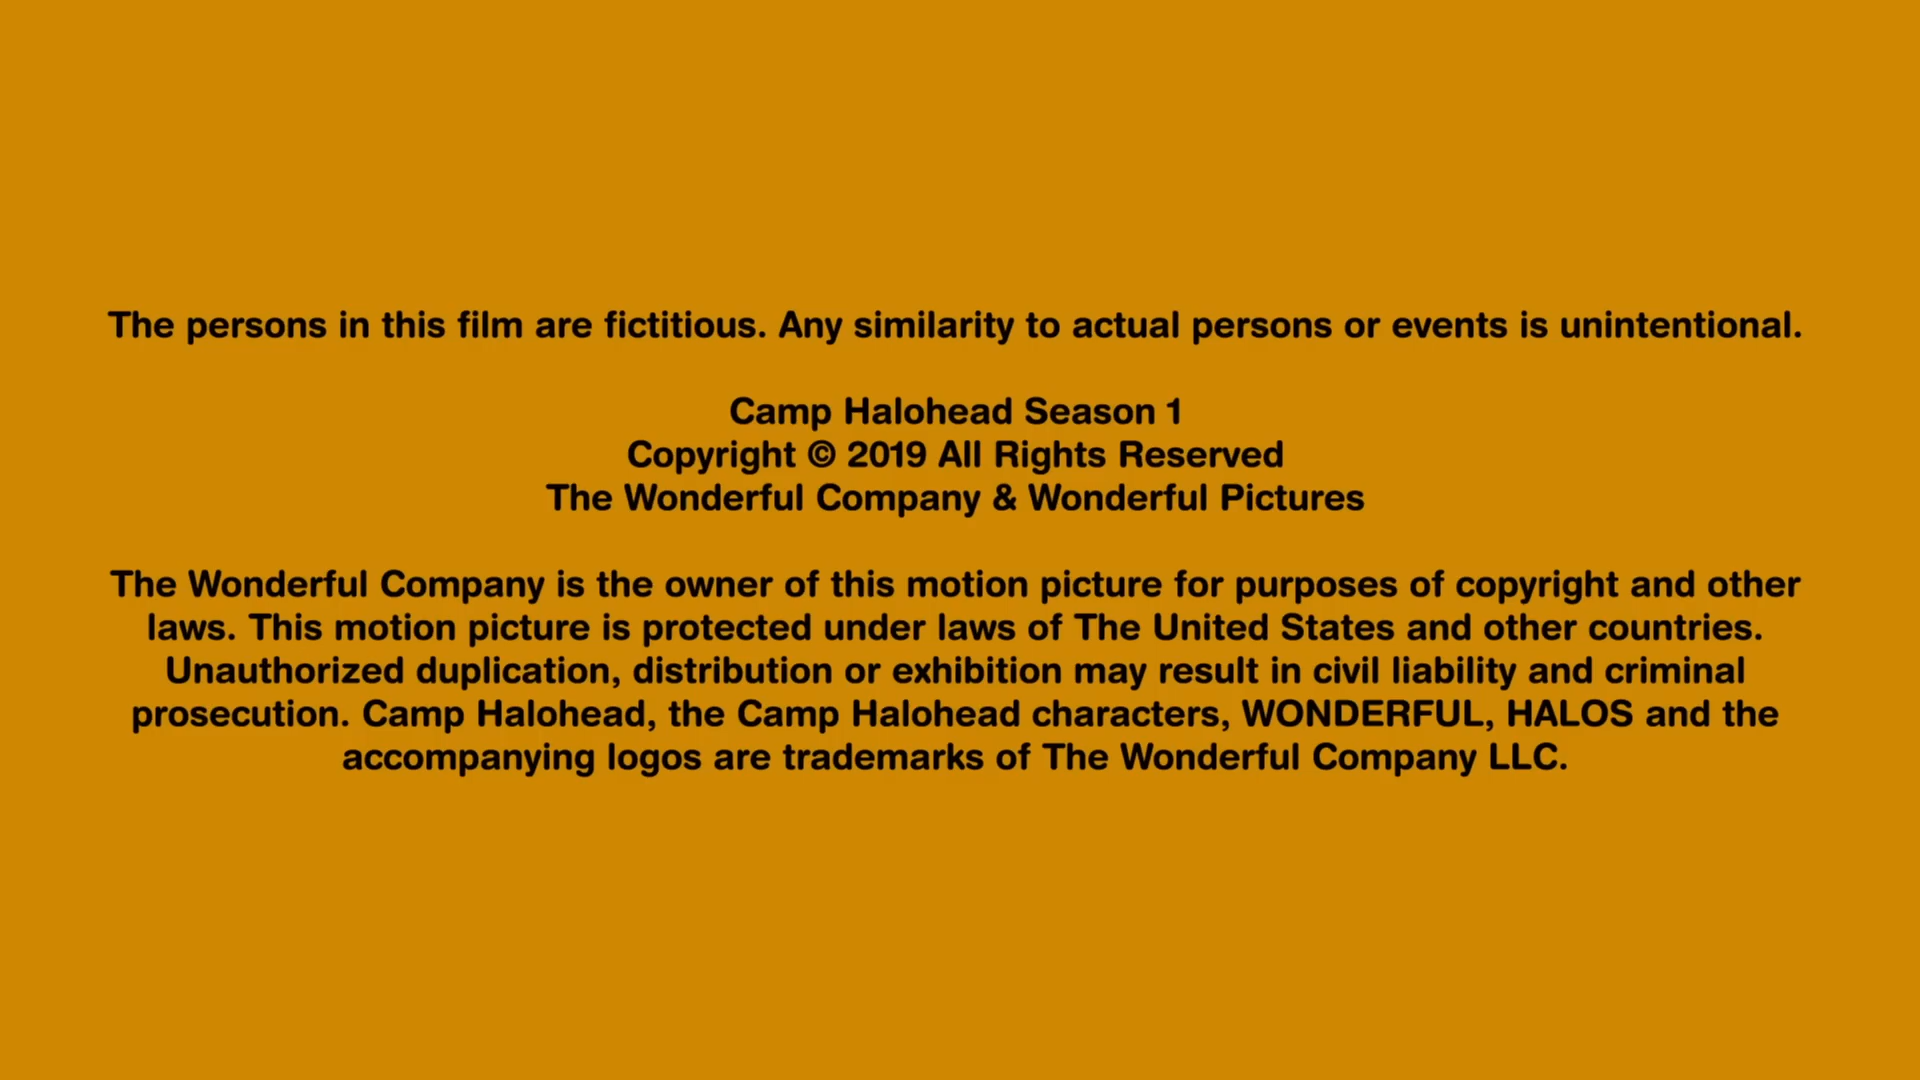 The persons in this film are fictitious. Any similarity to actual persons or events is unintentional.
Camp Halohead Season 1
Copyright © 2019 All Rights Reserved
The Wonderful Company & Wonderful Pictures
The Wonderful Company is the owner of this motion picture for purposes of copyright and other
laws. This motion picture is protected under laws of The United States and other countries.
Unauthorized duplication, distribution or exhibition may result in civil liability and criminal
prosecution. Camp Halohead, the Camp Halohead characters, WONDERFUL, HALOS and the
accompanying logos are trademarks of The Wonderful Company LLC.